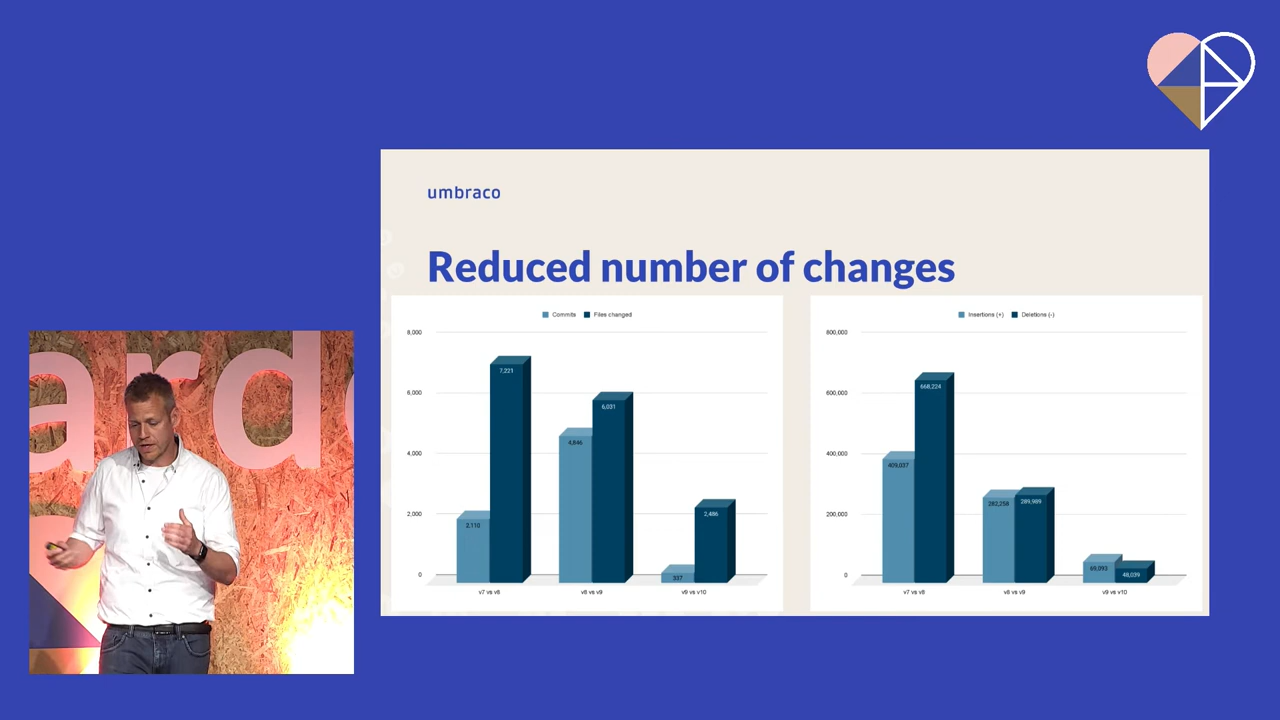 umbraco
Reduced number of changes
Commits Files changed
8,000
6,000
4,000
2,000
0
7,221
2,110
4,846
6,031
337
2,486
v7 vs v8
v8 vs v9
v9 vs v10
Insertions (+) Deletions (-)
800,000
600,000
400,000
200,000
0
409,037
668,224
282,258
289,989
69,093
48,039
v7 vs v8
v8 vs v9
v9 vs v10
ard